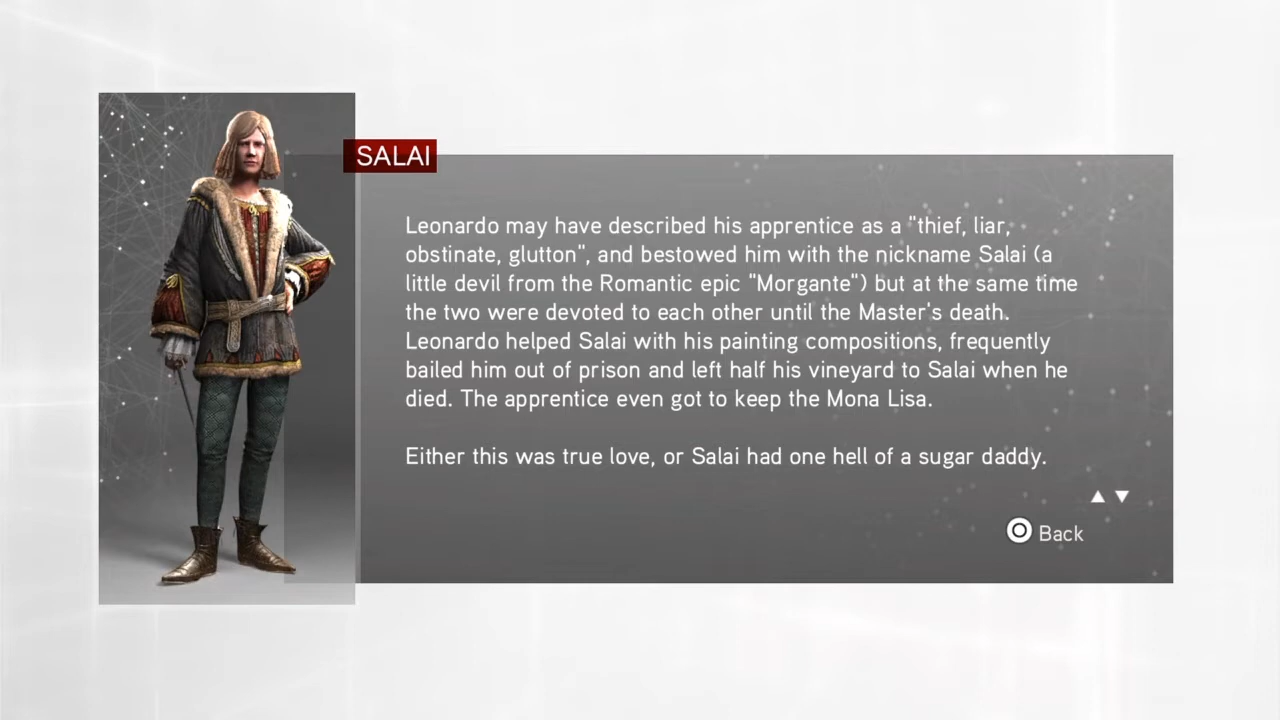 SALAI
Leonardo may have described his apprentice as a "thief, liar,
obstinate, glutton", and bestowed him with the nickname Salai (a
little devil from the Romantic epic "Morgante") but at the same time
the two were devoted to each other until the Master's death.
Leonardo helped Salai with his painting compositions, frequently
bailed him out of prison and left half his vineyard to Salai when he
died. The apprentice even got to keep the Mona Lisa.
Either this was true love, or Salai had one hell of a sugar daddy.
Back